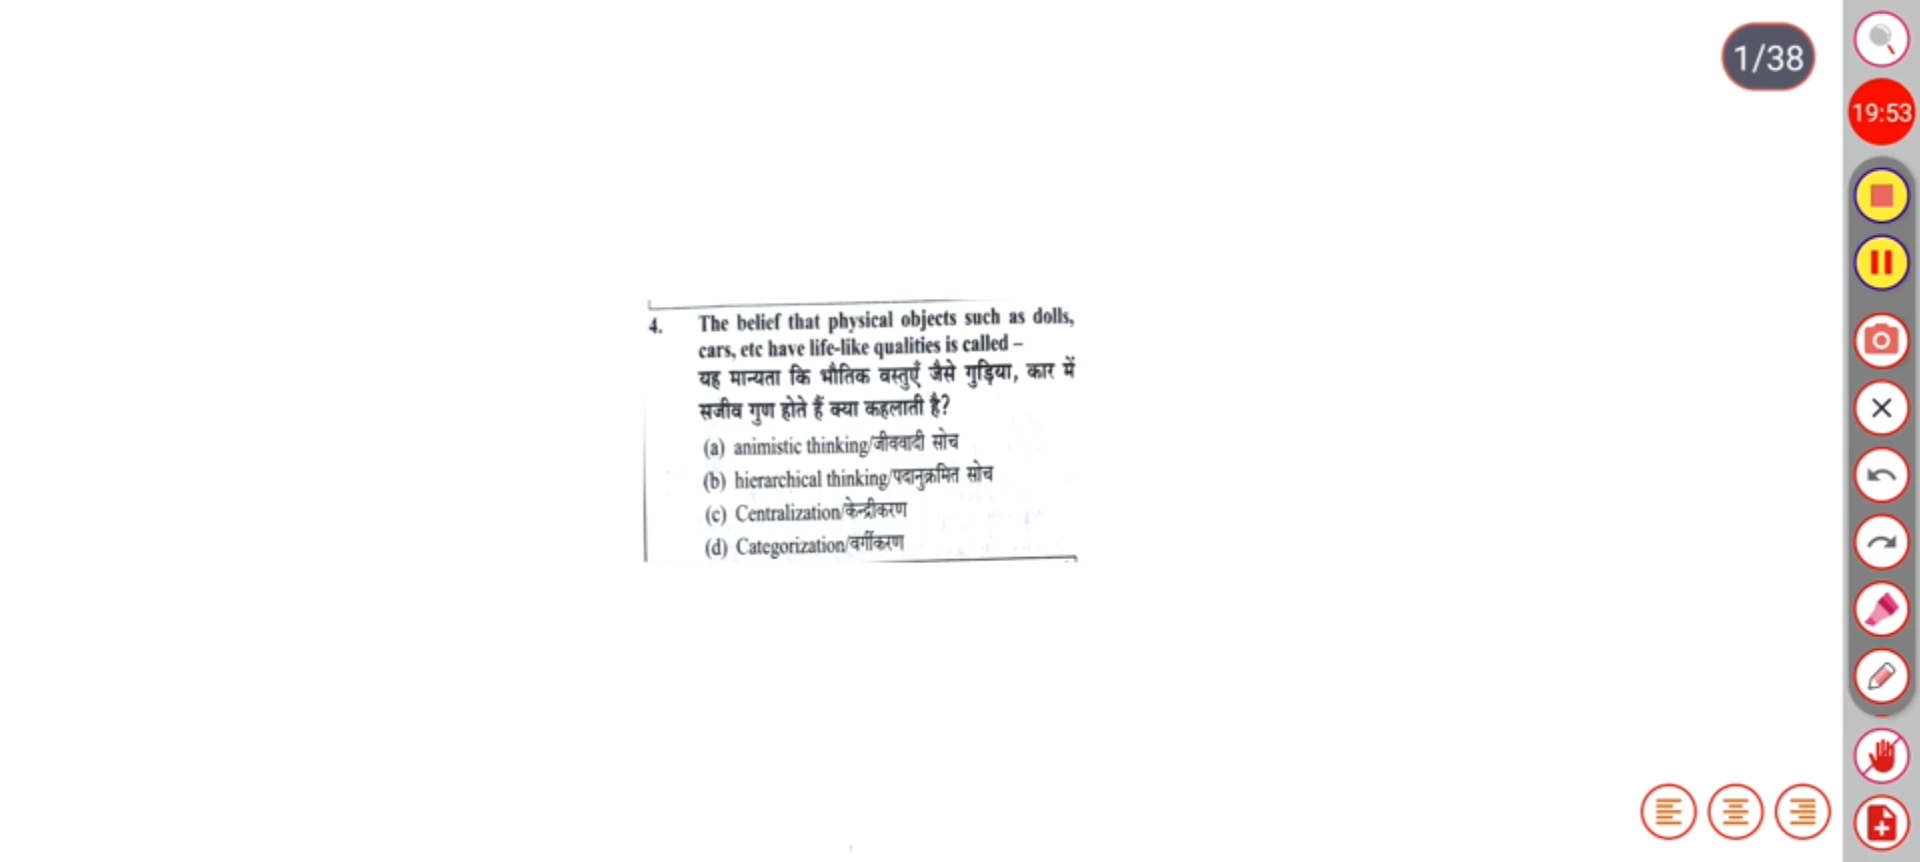 1/38
19:53
4. The belief that physical objects such as dolls,
cars, etc have life-like qualities is called –
यह मान्यता कि भौतिक वस्तुएँ जैसे गुड़िया, कार में
सजीव गुण होते हैं क्या कहलाती है?
(a) animistic thinking/जीववादी सोच
(b) hierarchical thinking/पदानुक्रमित सोच
(c) Centralization/केन्द्रीकरण
(d) Categorization/वर्गीकरण